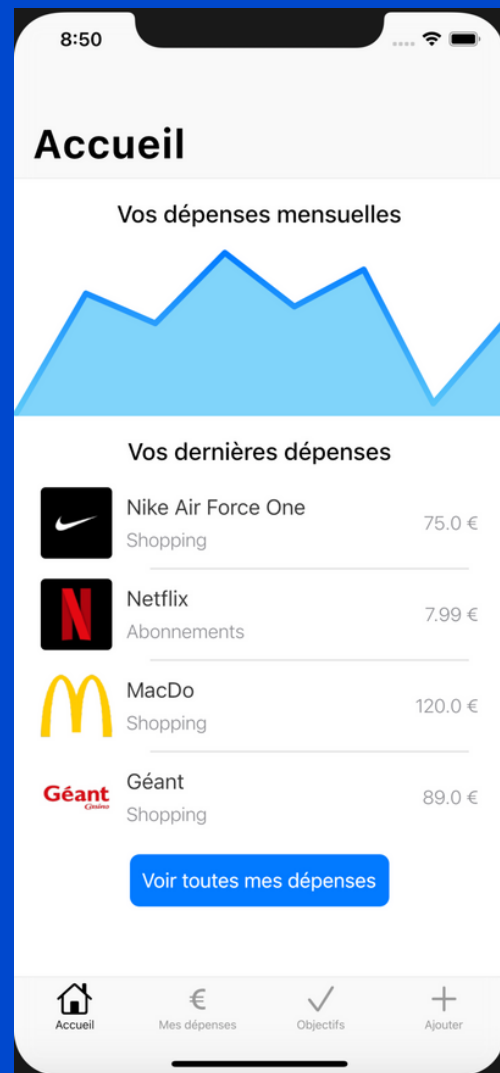 8:50
Accueil
Vos dépenses mensuelles
Vos dernières dépenses
Nike Air Force One
75.0 €
Shopping
N
Netflix
7.99 €
Abonnements
MacDo
120.0 €
Shopping
Géant
Casino
Géant
89.0 €
Shopping
Voir toutes mes dépenses
€
Accueil
Mes dépenses
Objectifs
Ajouter